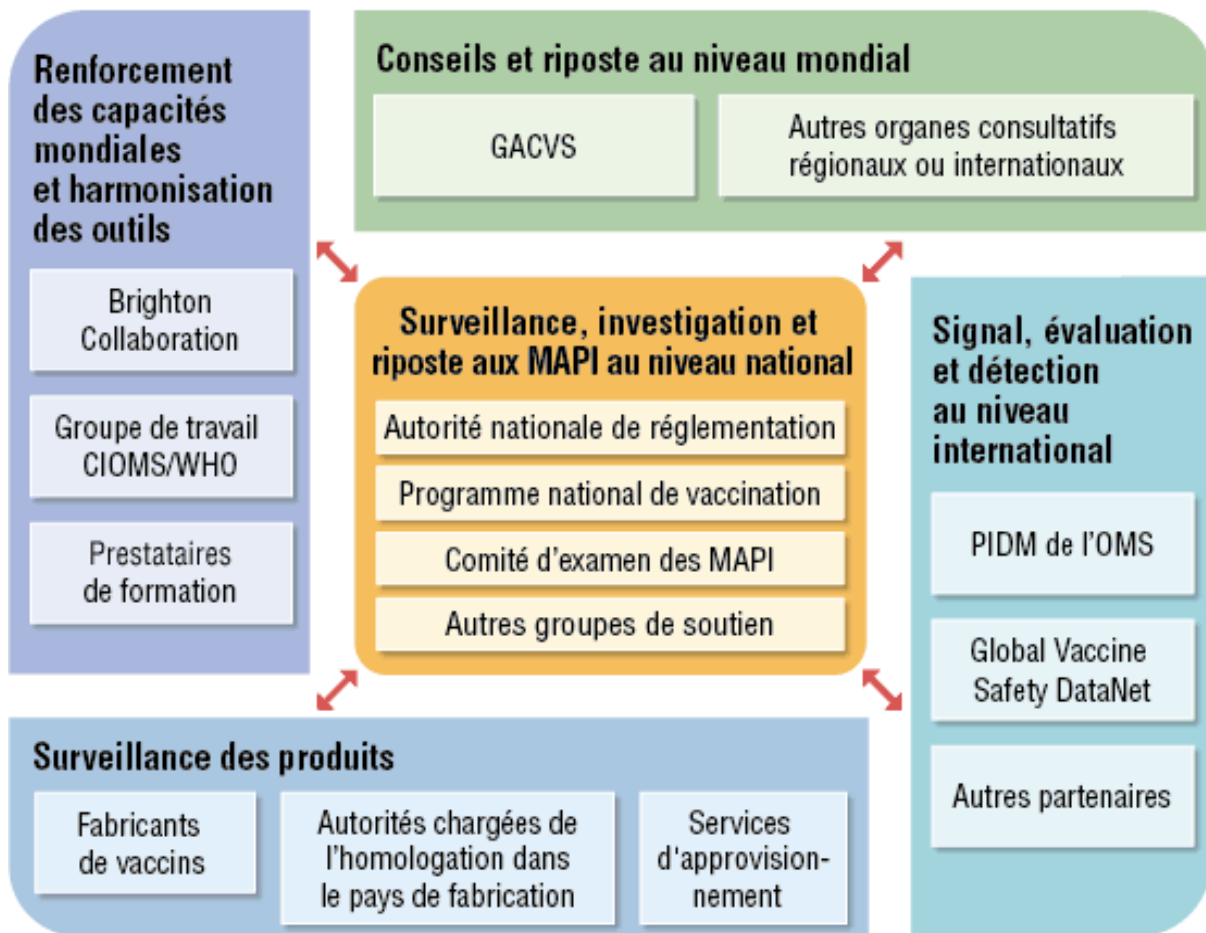 Renforcement
des capacités
mondiales
et harmonisation
des outils
Brighton
Collaboration
Groupe de travail
CIOMS/WHO
Prestataires
de formation
Conseils et riposte au niveau mondial
GACVS
Autres organes consultatifs
régionaux ou internationaux
Surveillance, investigation et
riposte aux MAPI au niveau national
Autorité nationale de réglementation
Programme national de vaccination
Comité d'examen des MAPI
Autres groupes de soutien
Signal, évaluation
et détection
au niveau
international
PIDM de l'OMS
Global Vaccine
Safety DataNet
Autres partenaires
Surveillance des produits
Fabricants
de vaccins
Autorités chargées de
l'homologation dans
le pays de fabrication
Services
d'approvision-
nement